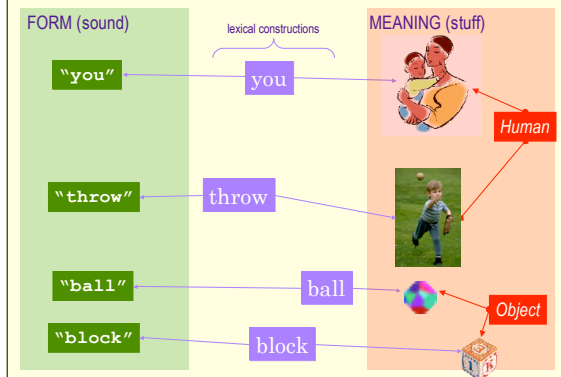 FORM (sound)
lexical constructions
MEANING (stuff)
"you"
you
Human
"throw"
throw
"ball"
ball
Object
"block"
block